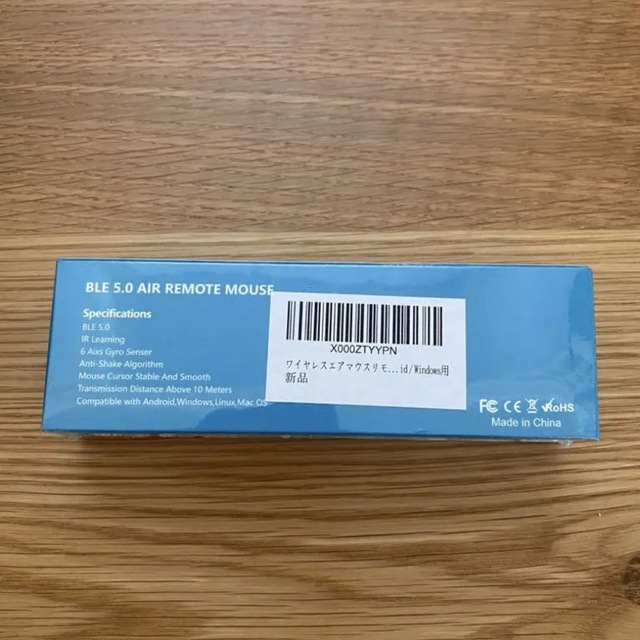 BLE 5.0 AIR REMOTE MOUSE
Specifications
BLE 5.0
IR Learning
6 Aixs Gyro Senser
Anti-Shake Algorithm
Mouse Cursor Stable And Smooth
Transmission Distance Above 10 Meters
Compatible with Android,Windows,Linux,Mac OS
X000ZTYYPN
ワイヤレスエアマウスリモ...id/Windows用
新品
FC CE RoHS
Made in China